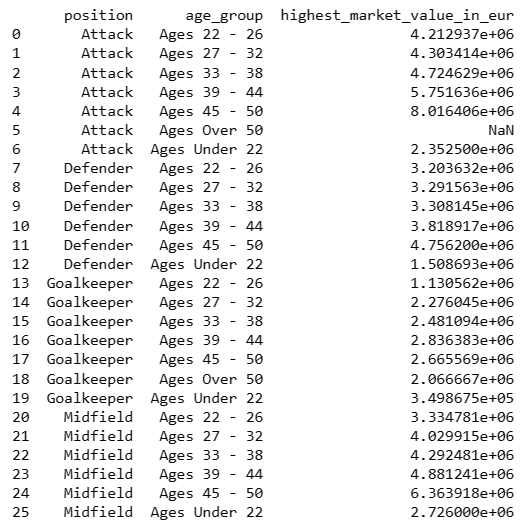 position age_group highest_market_value_in_eur
0 Attack Ages 22 - 26 4.212937e+06
1 Attack Ages 27 - 32 4.303414e+06
2 Attack Ages 33 - 38 4.724629e+06
3 Attack Ages 39 - 44 5.751636e+06
4 Attack Ages 45 - 50 8.016406e+06
5 Attack Ages Over 50 NaN
6 Attack Ages Under 22 2.352500e+06
7 Defender Ages 22 - 26 3.203632e+06
8 Defender Ages 27 - 32 3.291563e+06
9 Defender Ages 33 - 38 3.308145e+06
10 Defender Ages 39 - 44 3.818917e+06
11 Defender Ages 45 - 50 4.756200e+06
12 Defender Ages Under 22 1.508693e+06
13 Goalkeeper Ages 22 - 26 1.130562e+06
14 Goalkeeper Ages 27 - 32 2.276045e+06
15 Goalkeeper Ages 33 - 38 2.481094e+06
16 Goalkeeper Ages 39 - 44 2.836383e+06
17 Goalkeeper Ages 45 - 50 2.665569e+06
18 Goalkeeper Ages Over 50 2.066667e+06
19 Goalkeeper Ages Under 22 3.498675e+05
20 Midfield Ages 22 - 26 3.334781e+06
21 Midfield Ages 27 - 32 4.029915e+06
22 Midfield Ages 33 - 38 4.292481e+06
23 Midfield Ages 39 - 44 4.881241e+06
24 Midfield Ages 45 - 50 6.363918e+06
25 Midfield Ages Under 22 2.726000e+06